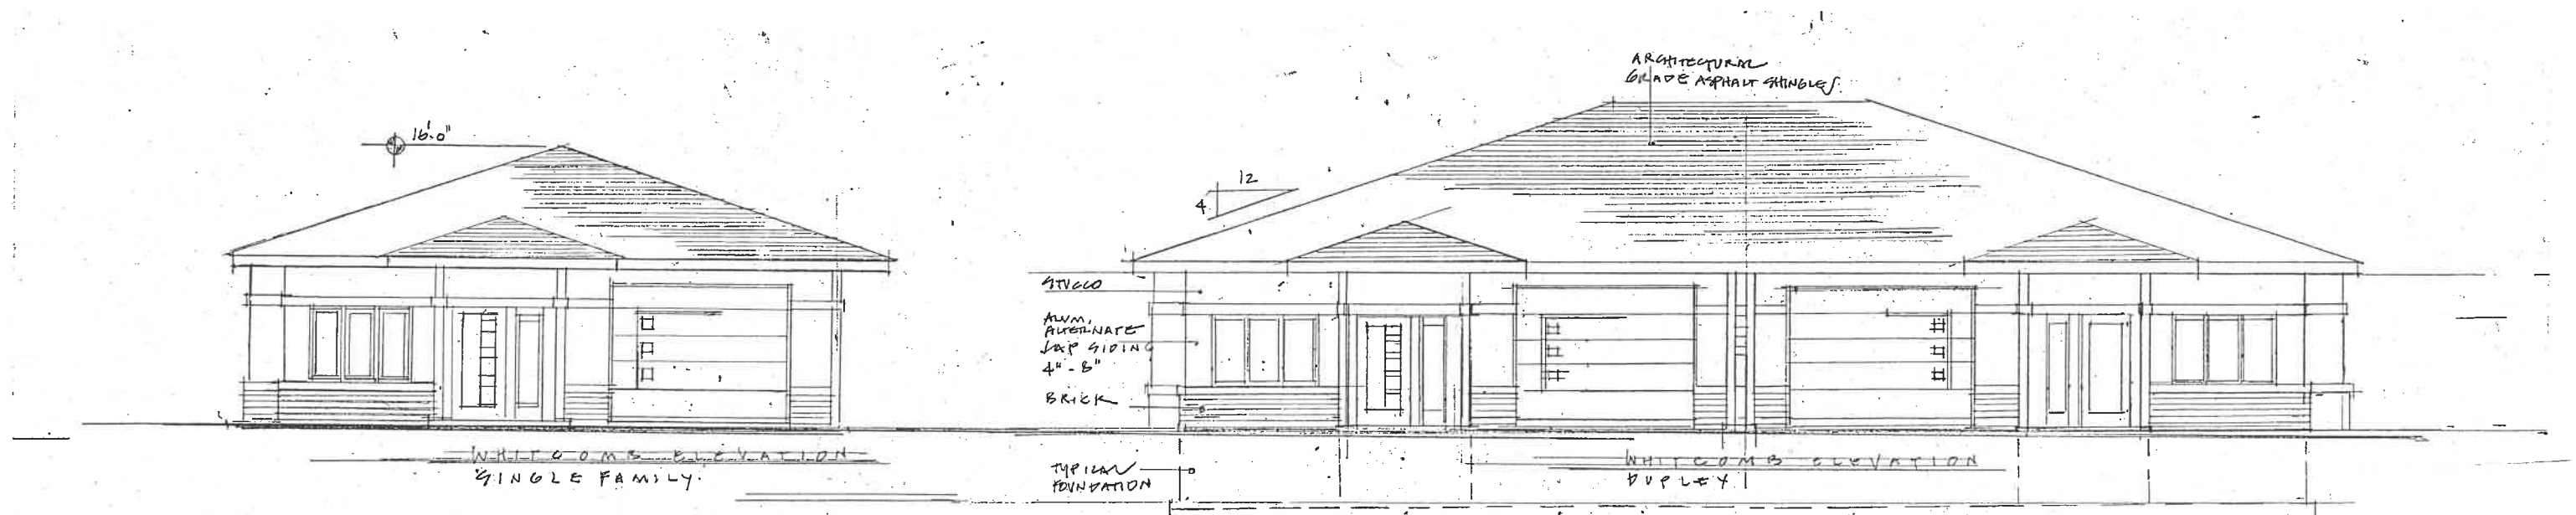 16'-0"
WHITCOMB ELEVATION
SINGLE FAMILY.
ARCHITECTURAL
GRADE ASPHALT SHINGLES.
12
4
STUCCO
ALUM.
ALTERNATE
LAP SIDING
4" - 8"
BRICK
TYPICAL
FOUNDATION
WHITCOMB ELEVATION
DUPLEX